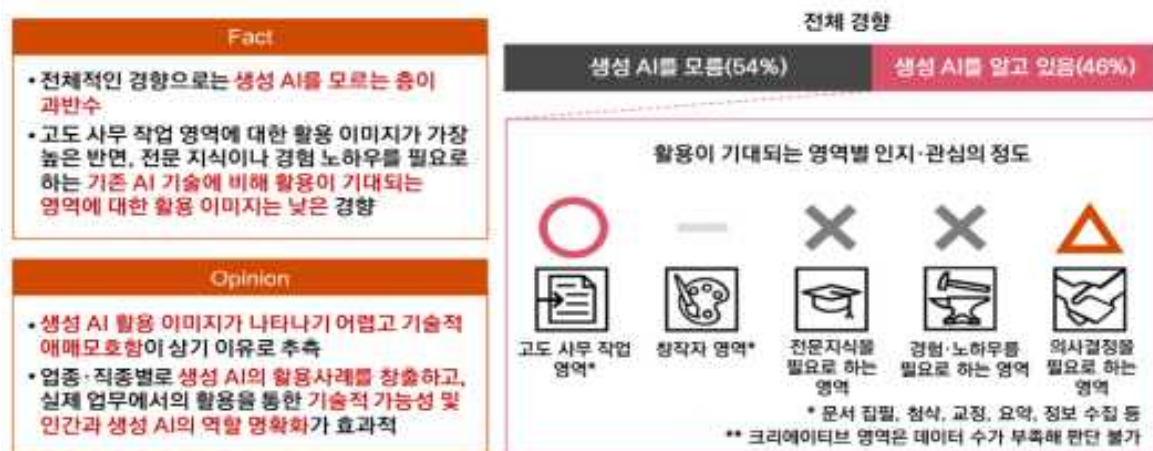 Fact
• 전체적인 경향으로는 생성 AI를 모르는 층이
과반수
• 고도 사무 작업 영역에 대한 활용 이미지가 가장
높은 반면, 전문 지식이나 경험 노하우를 필요로
하는 기존 AI 기술에 비해 활용이 기대되는
영역에 대한 활용 이미지는 낮은 경향
Opinion
• 생성 AI 활용 이미지가 나타나기 어렵고 기술적
애매모호함이 상기 이유로 추측
• 업종·직종별로 생성 AI의 활용사례를 창출하고,
실제 업무에서의 활용을 통한 기술적 가능성 및
인간과 생성 AI의 역할 명확화가 효과적
전체 경향
생성 AI를 모름(54%)
생성 AI를 알고 있음(46%)
활용이 기대되는 영역별 인지·관심의 정도
고도 사무 작업
영역*
창작자 영역*
전문지식을
필요로 하는
영역
경험·노하우를
필요로 하는 영역
의사결정을
필요로 하는
영역
* 문서 집필, 첨삭, 교정, 요약, 정보 수집 등
** 크리에이티브 영역은 데이터 수가 부족해 판단 불가